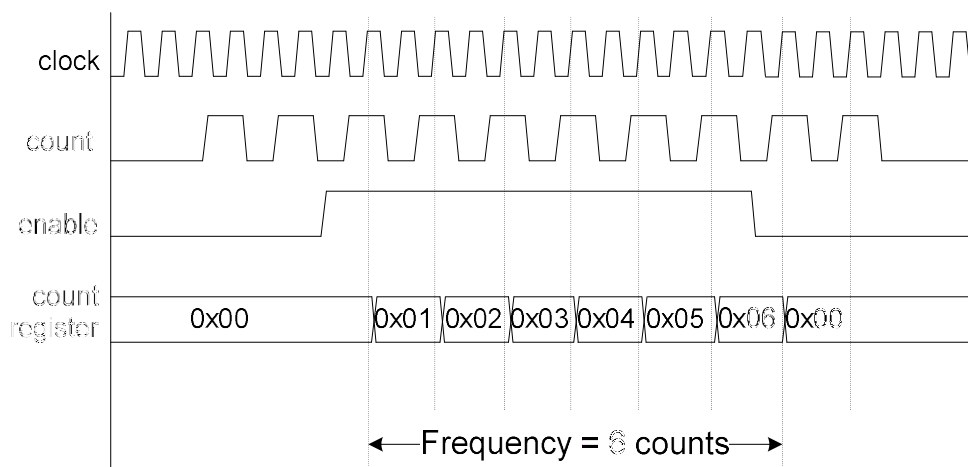 clock
count
enable
count
register
0x00 0x01 0x02 0x03 0x04 0x05 0x06 0x00
Frequency = 6 counts